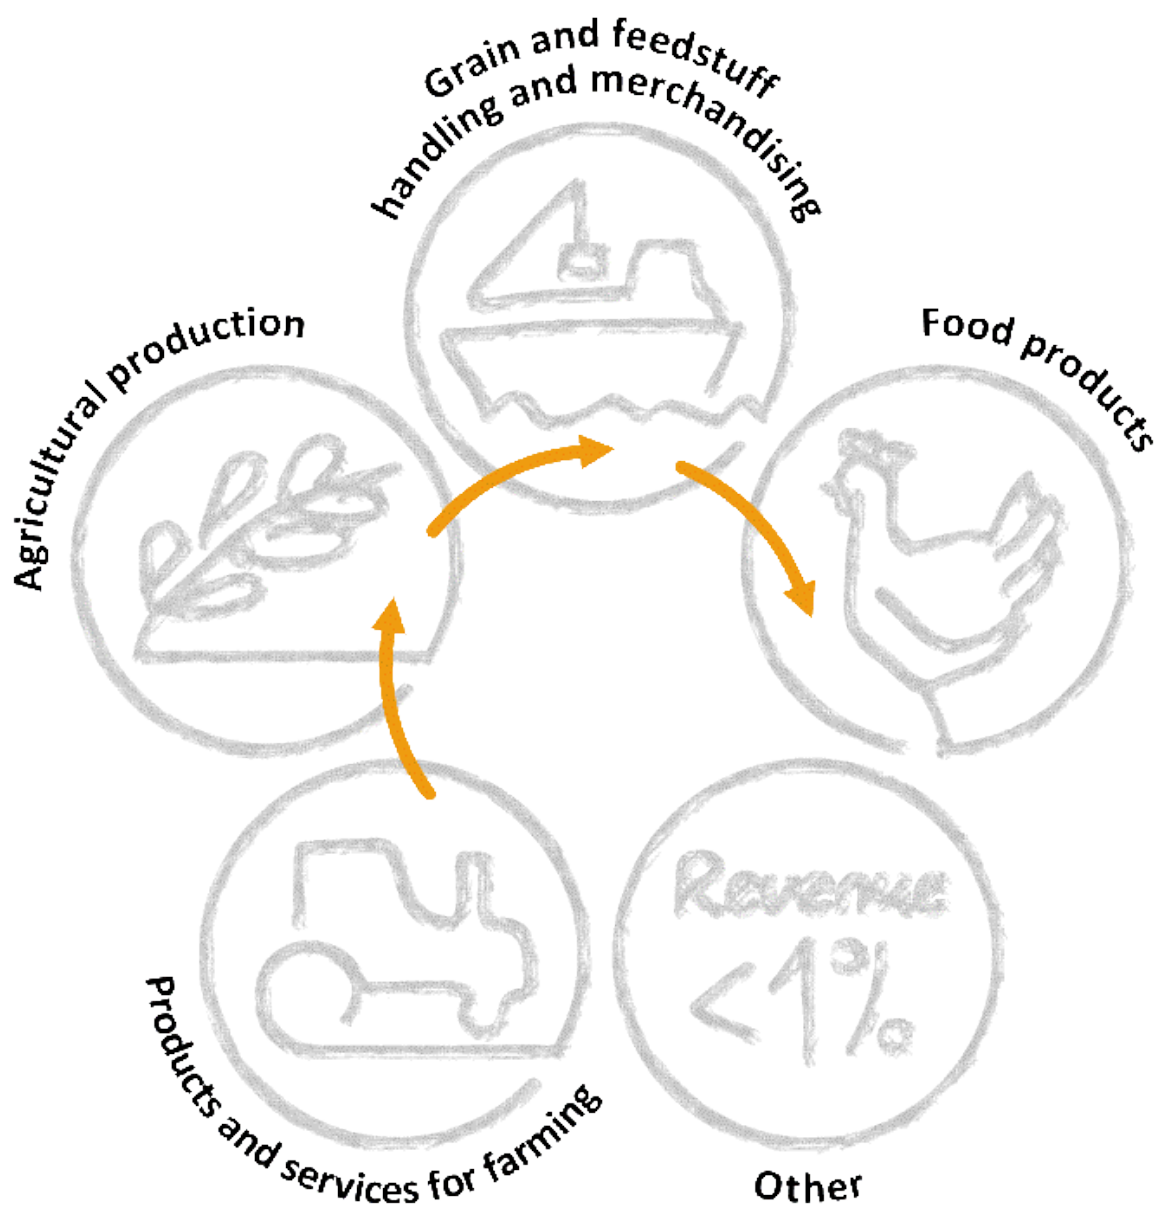 Grain and feedstuff
handling and merchandising
Food products
Agricultural production
Revenue
<1%
Products and services for farming
Other